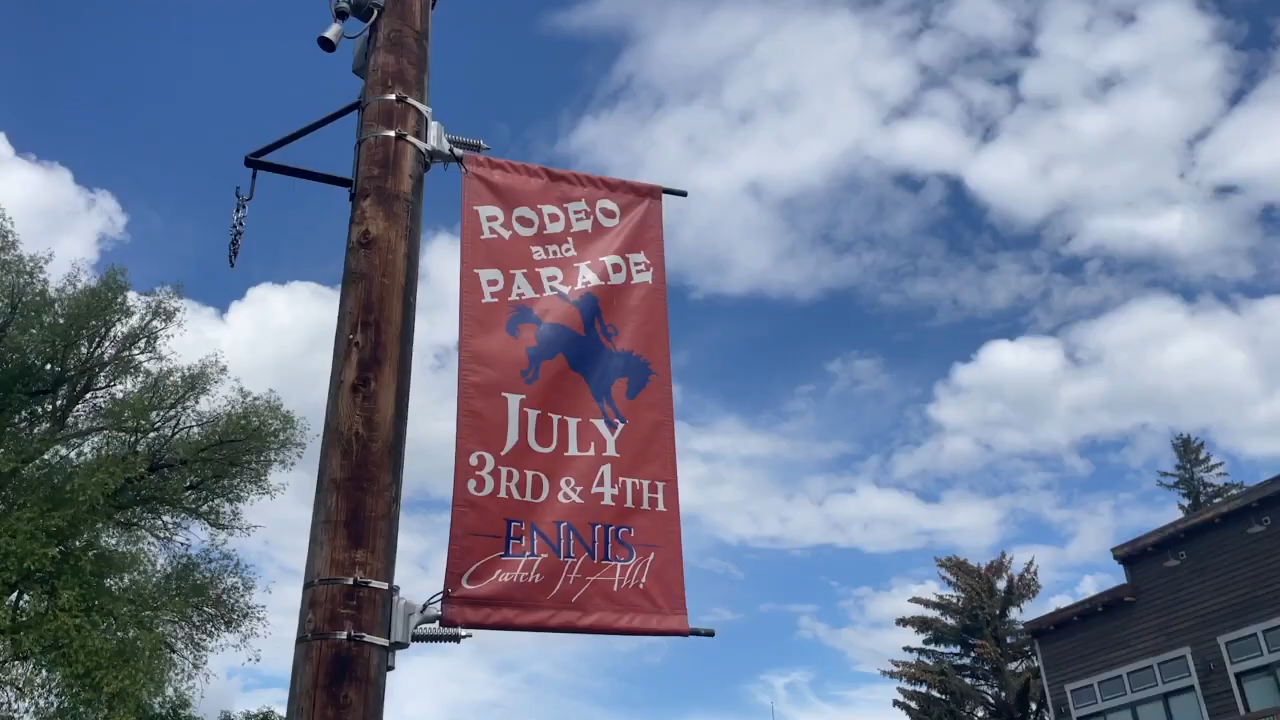 RODEO
and
PARADE
JULY
3RD & 4TH
ENNIS
Catch It All!